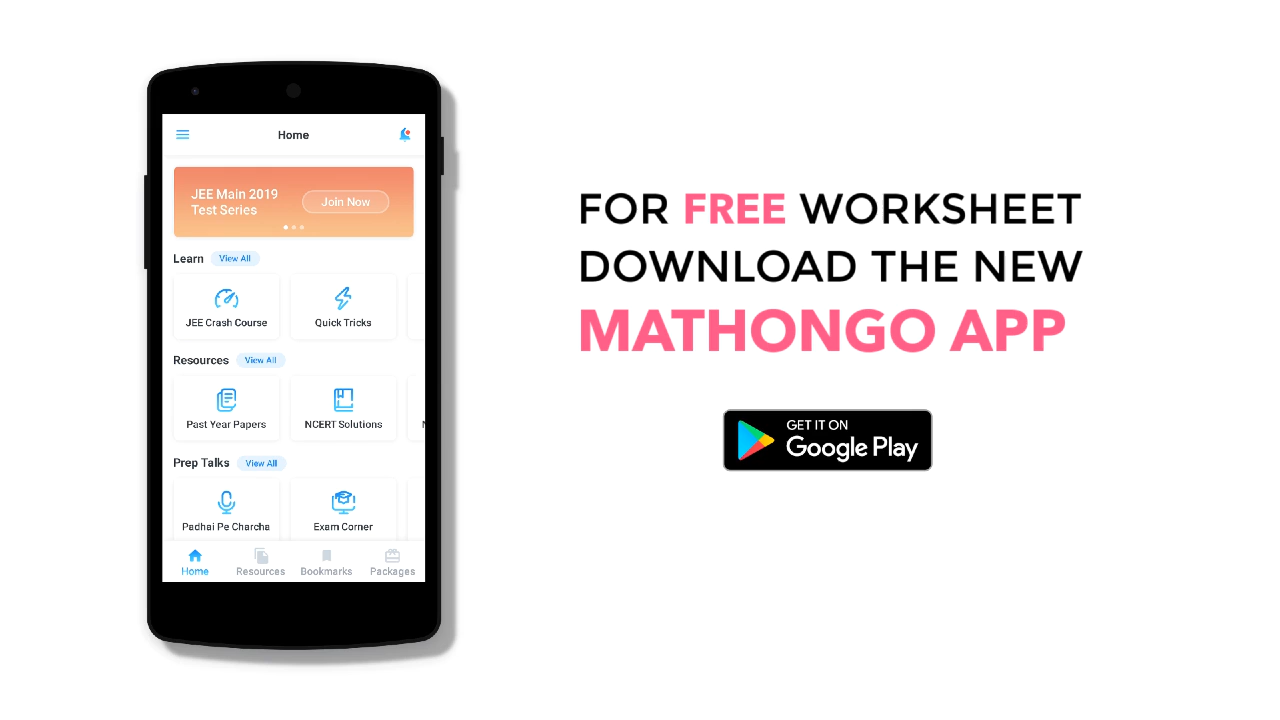 Home
JEE Main 2019
Test Series
Join Now
Learn View All
JEE Crash Course Quick Tricks
Resources View All
Past Year Papers NCERT Solutions
Prep Talks View All
Padhai Pe Charcha Exam Corner
Home Resources Bookmarks Packages
FOR FREE WORKSHEET
DOWNLOAD THE NEW
MATHONGO APP
GET IT ON
Google Play